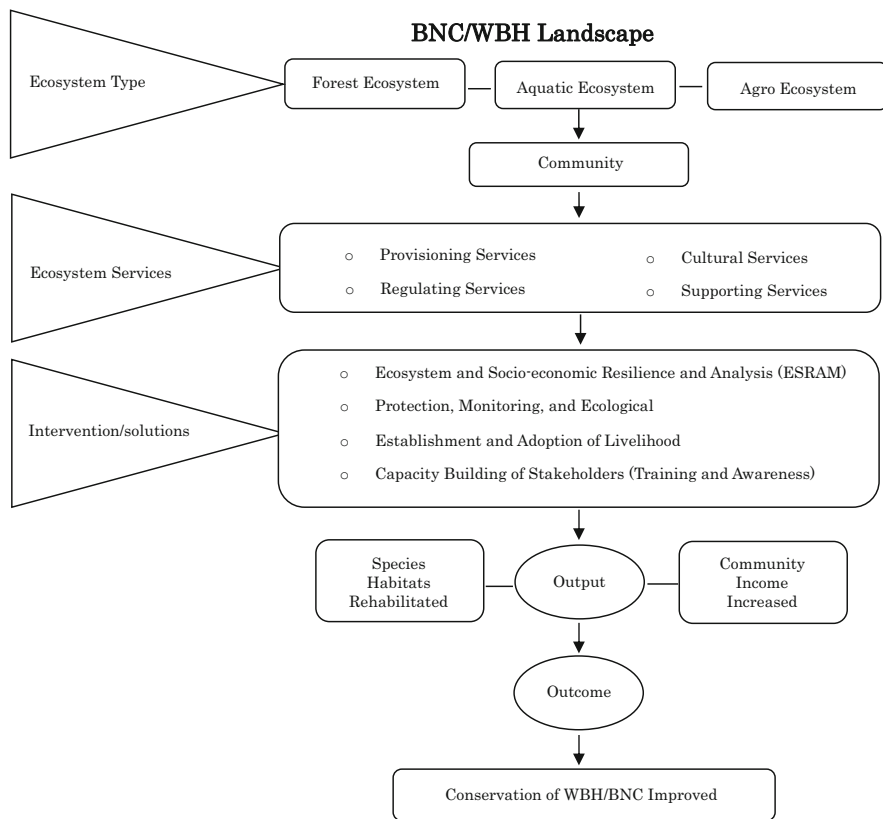 BNC/WBH Landscape
Ecosystem Type
Forest Ecosystem
Aquatic Ecosystem
Agro Ecosystem
Community
Ecosystem Services
Provisioning Services
Cultural Services
Regulating Services
Supporting Services
Intervention/solutions
Ecosystem and Socio-economic Resilience and Analysis (ESRAM)
Protection, Monitoring, and Ecological
Establishment and Adoption of Livelihood
Capacity Building of Stakeholders (Training and Awareness)
Species
Habitats
Rehabilitated
Output
Community
Income
Increased
Outcome
Conservation of WBH/BNC Improved